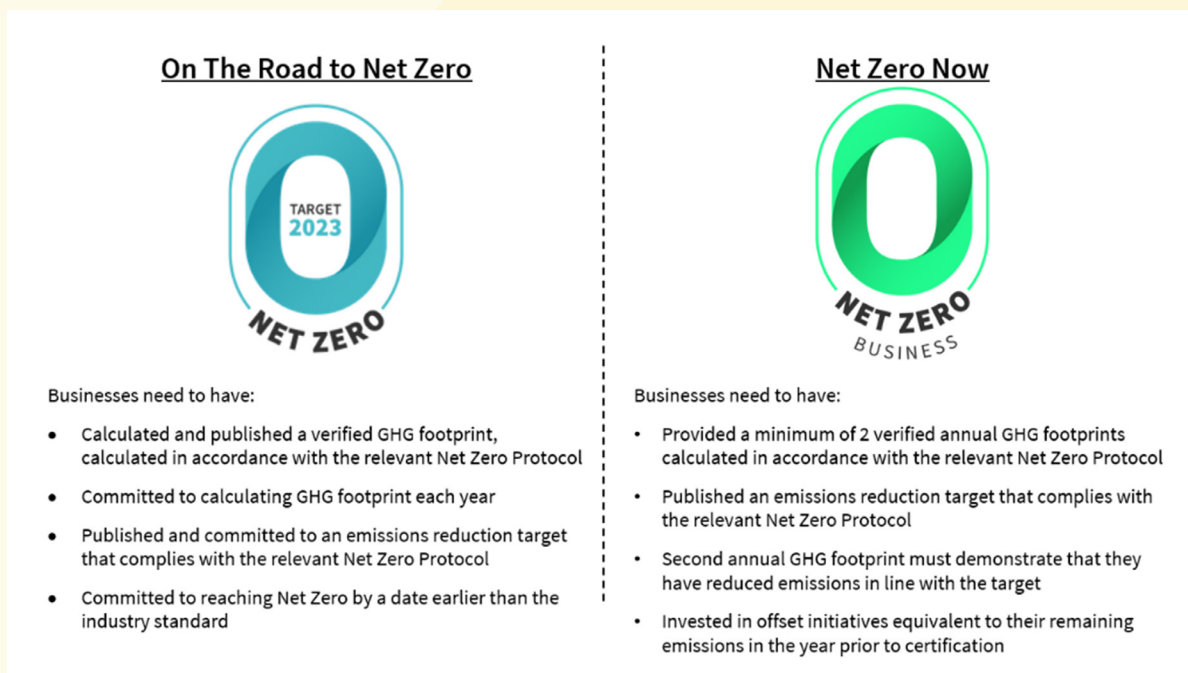 On The Road to Net Zero
TARGET
2023
NET ZERO
Businesses need to have:
• Calculated and published a verified GHG footprint,
calculated in accordance with the relevant Net Zero Protocol
• Committed to calculating GHG footprint each year
• Published and committed to an emissions reduction target
that complies with the relevant Net Zero Protocol
• Committed to reaching Net Zero by a date earlier than the
industry standard
Net Zero Now
NET ZERO
BUSINESS
Businesses need to have:
• Provided a minimum of 2 verified annual GHG footprints
calculated in accordance with the relevant Net Zero Protocol
• Published an emissions reduction target that complies with
the relevant Net Zero Protocol
• Second annual GHG footprint must demonstrate that they
have reduced emissions in line with the target
• Invested in offset initiatives equivalent to their remaining
emissions in the year prior to certification